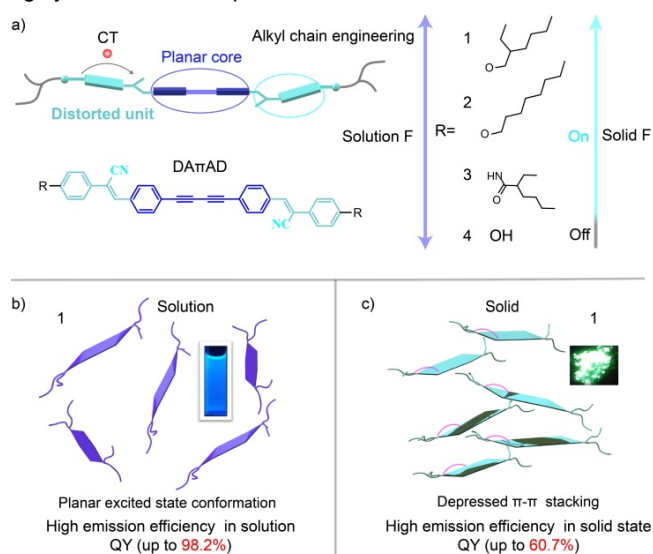 a)
CT
Planar core
Alkyl chain engineering
Distorted unit
DAπAD
CN
R
NC
R
Solution F
R=
1
O
2
O
3
HN
O
4 OH
On
Off
Solid F
b)
1
Solution
Planar excited state conformation
High emission efficiency in solution
QY (up to 98.2%)
c)
Solid
1
Depressed π-π stacking
High emission efficiency in solid state
QY (up to 60.7%)